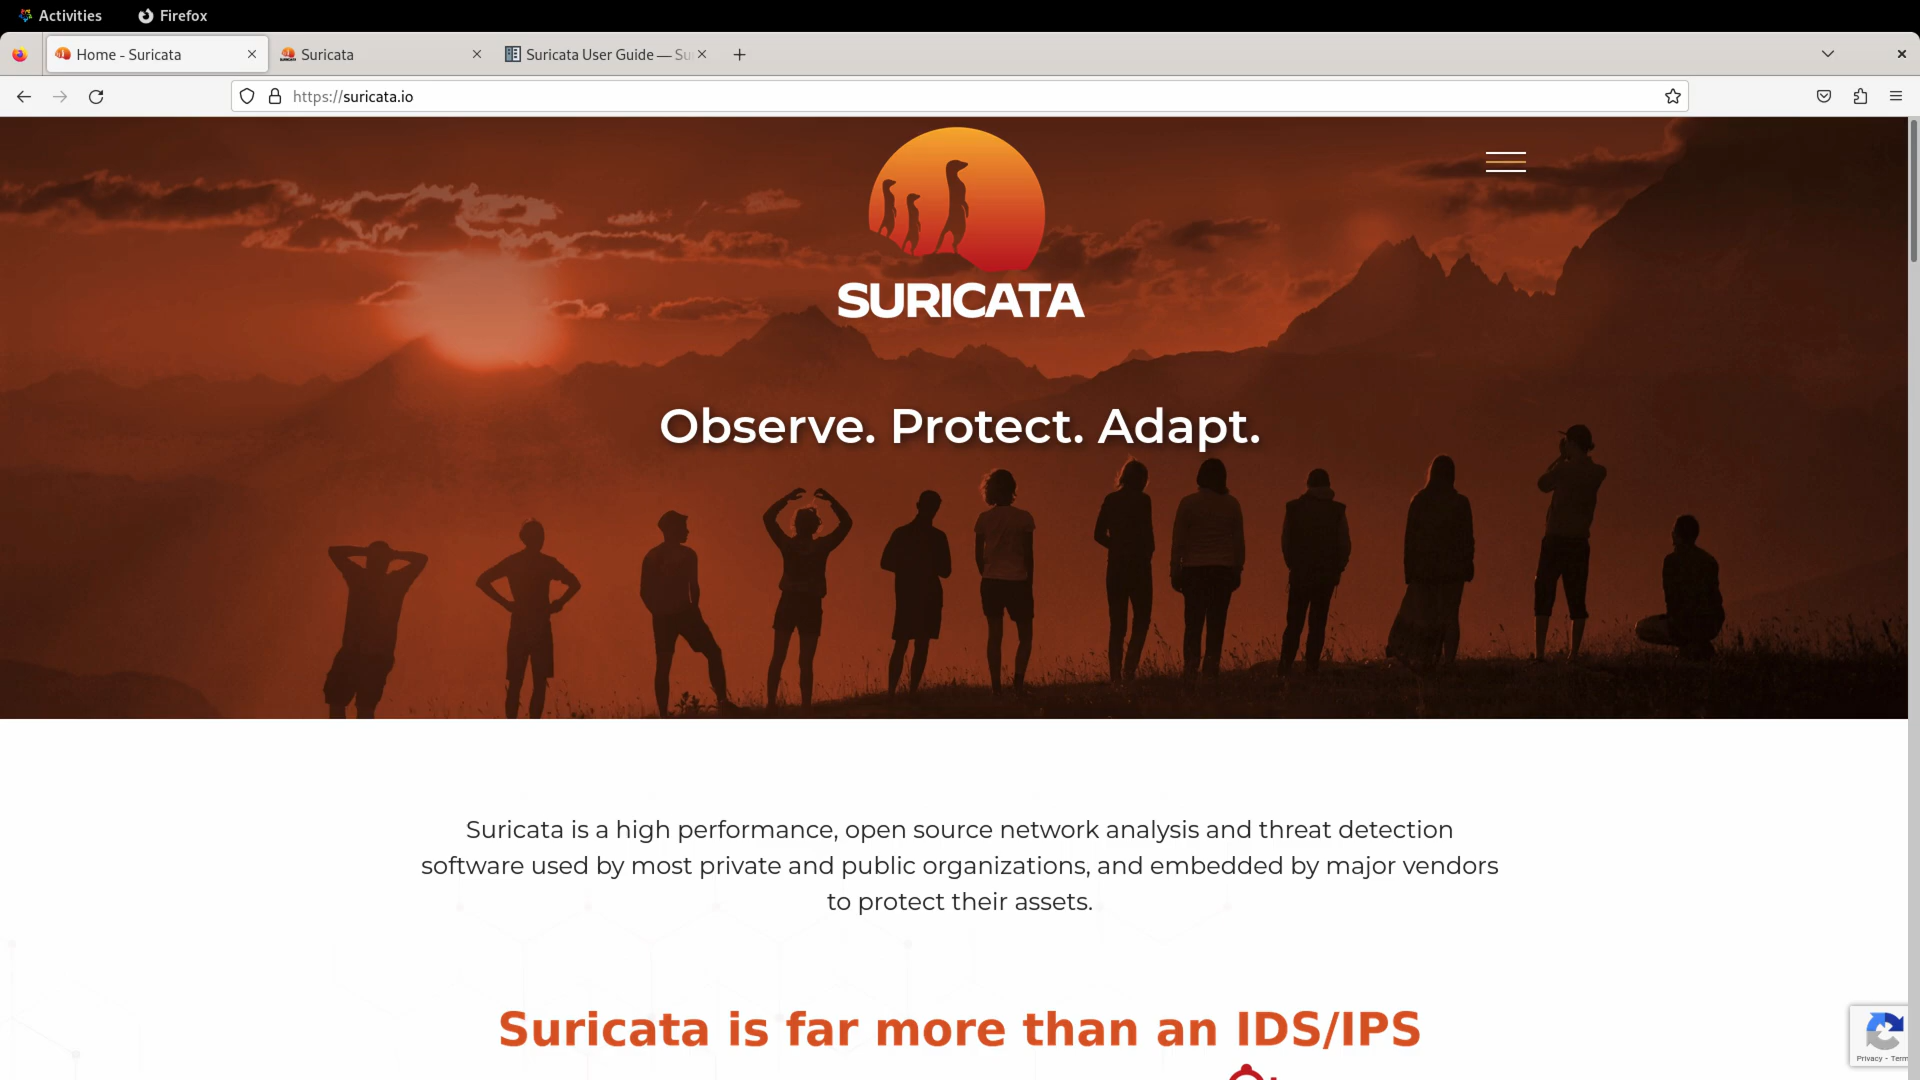 Activities Firefox
Home - Suricata Suricata Suricata User Guide — Su
https://suricata.io
SURICATA
Observe. Protect. Adapt.
Suricata is a high performance, open source network analysis and threat detection
software used by most private and public organizations, and embedded by major vendors
to protect their assets.
Suricata is far more than an IDS/IPS
Privacy - Term